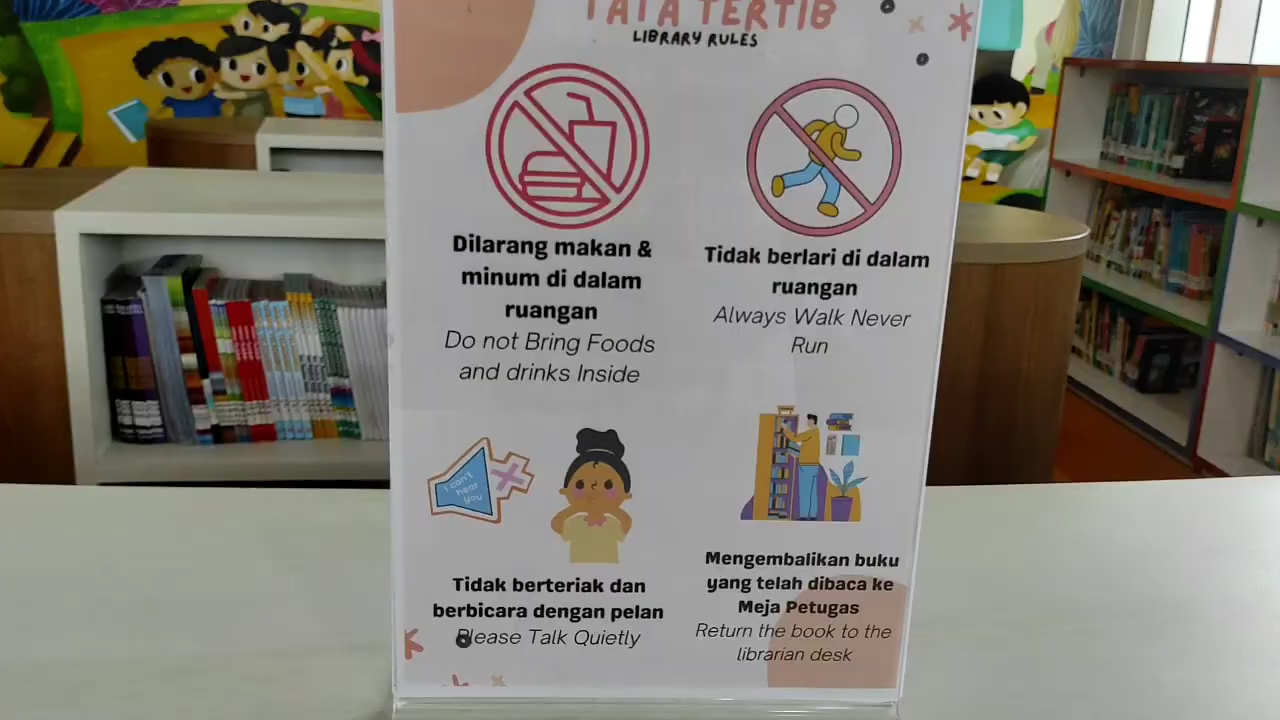 TATA TERTIB
LIBRARY RULES
Dilarang makan &
minum di dalam
ruangan
Do not Bring Foods
and drinks Inside
Tidak berlari di dalam
ruangan
Always Walk Never
Run
I can't
hear
you
Tidak berteriak dan
berbicara dengan pelan
Please Talk Quietly
Mengembalikan buku
yang telah dibaca ke
Meja Petugas
Return the book to the
librarian desk